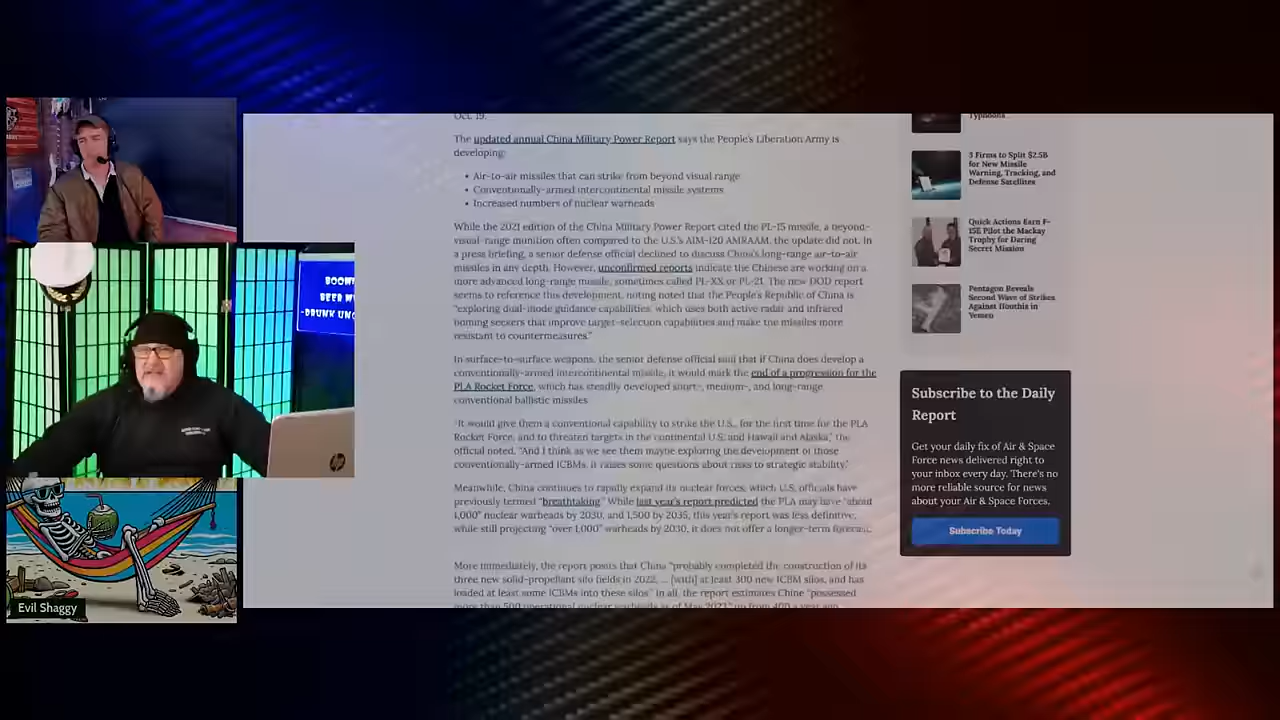 Oct. 19.
The updated annual China Military Power Report says the People's Liberation Army is
developing:
• Air-to-air missiles that can strike from beyond visual range
• Conventionally-armed intercontinental missile systems
• Increased numbers of nuclear warheads
While the 2021 edition of the China Military Power Report cited the PL-15 missile, a beyond-
visual-range munition often compared to the U.S.'s AIM-120 AMRAAM, the update did not. In
a press briefing, a senior defense official declined to discuss China's long-range air-to-air
missiles in any depth. However, unconfirmed reports indicate the Chinese are working on a
more advanced long-range missile, sometimes called PL-XX or PL-21. The new DOD report
seems to reference this development, noting noted that the People's Republic of China is
"exploring dual-mode guidance capabilities, which uses both active radar and infrared
homing seekers that improve target-selection capabilities and make the missiles more
resistant to countermeasures."
In surface-to-surface weapons, the senior defense official said that if China does develop a
conventionally-armed intercontinental missile, it would mark the end of a progression for the
PLA Rocket Force, which has steadily developed short-, medium-, and long-range
conventional ballistic missiles.
"It would give them a conventional capability to strike the U.S., for the first time for the PLA
Rocket Force, and to threaten targets in the continental U.S. and Hawaii and Alaska," the
official noted. "And I think as we see them maybe exploring the development of those
conventionally-armed ICBMs, it raises some questions about risks to strategic stability."
Meanwhile, China continues to rapidly expand its nuclear forces, which U.S. officials have
previously termed "breathtaking." While last year's report predicted the PLA may have "about
1,000" nuclear warheads by 2030, and 1,500 by 2035, this year's report was less definitive,
while still projecting "over 1,000" warheads by 2030, it does not offer a longer-term forecast.
More immediately, the report posits that China "probably completed the construction of its
three new solid-propellant silo fields in 2022, ... [with] at least 300 new ICBM silos, and has
loaded at least some ICBMs into these silos" in all, the report estimates Chine "possessed
more than 500 operational nuclear warheads as of May 2023," up from 400 a year ago
Typhoons
3 Firms to Split $2.5B
for New Missile
Warning, Tracking, and
Defense Satellites
Quick Actions Earn F-
15E Pilot the Mackay
Trophy for Daring
Secret Mission
Pentagon Reveals
Second Wave of Strikes
Against Houthis in
Yemen
Subscribe to the Daily
Report
Get your daily fix of Air & Space
Force news delivered right to
your inbox every day. There's no
more reliable source for news
about your Air & Space Forces.
Subscribe Today
BEER
-DRUNK UNC
hp
Evil Shaggy